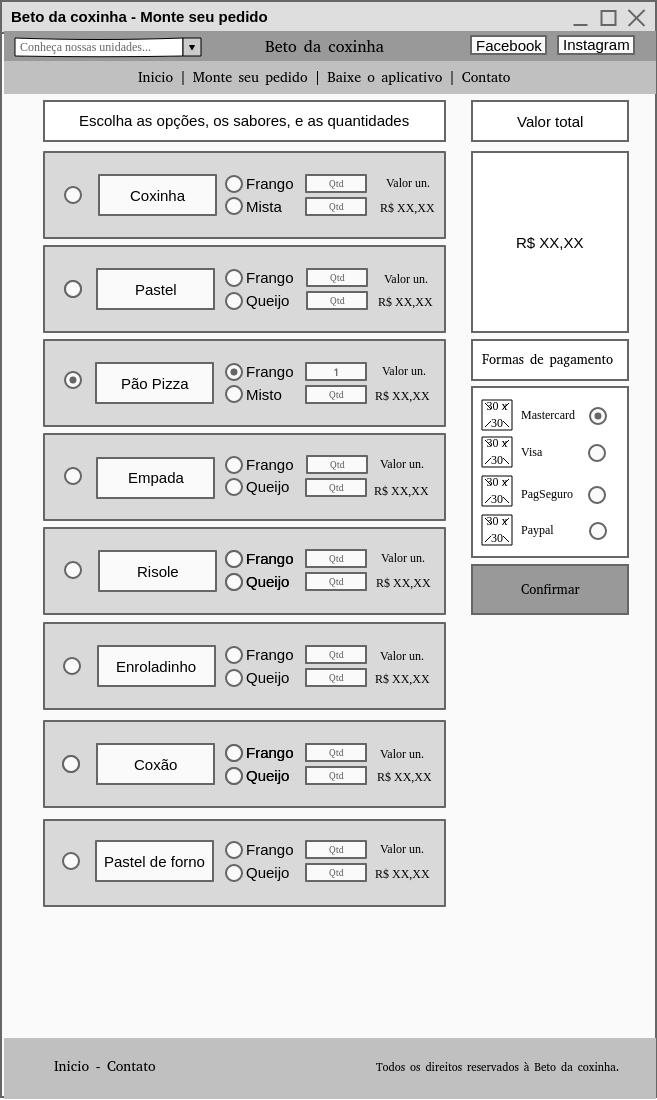 Beto da coxinha - Monte seu pedido
Conheça nossas unidades...
Beto da coxinha
Facebook
Instagram
Inicio | Monte seu pedido | Baixe o aplicativo | Contato
Escolha as opções, os sabores, e as quantidades
Coxinha
Frango Qtd Valor un.
Mista Qtd R$ XX,XX
Pastel
Frango Qtd Valor un.
Queijo Qtd R$ XX,XX
Pão Pizza
Frango 1 Valor un.
Misto Qtd R$ XX,XX
Empada
Frango Qtd Valor un.
Queijo Qtd R$ XX,XX
Risole
Frango Qtd Valor un.
Queijo Qtd R$ XX,XX
Enroladinho
Frango Qtd Valor un.
Queijo Qtd R$ XX,XX
Coxão
Frango Qtd Valor un.
Queijo Qtd R$ XX,XX
Pastel de forno
Frango Qtd Valor un.
Queijo Qtd R$ XX,XX
Valor total
R$ XX,XX
Formas de pagamento
30 x
30
Mastercard
30 x
30
Visa
30 x
30
PagSeguro
30 x
30
Paypal
Confirmar
Inicio - Contato
Todos os direitos reservados à Beto da coxinha.